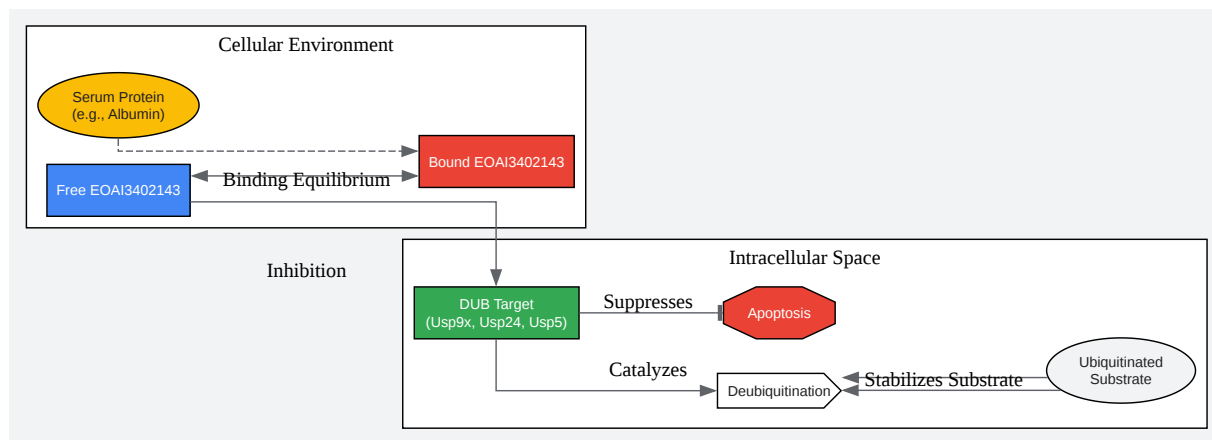 Cellular Environment
Serum Protein
(e.g., Albumin)
Bound EOAI3402143
Free EOAI3402143
Binding Equilibrium
Inhibition
Intracellular Space
DUB Target
(Usp9x, Usp24, Usp5)
Suppresses
Apoptosis
Catalyzes
Deubiquitination
Stabilizes Substrate
Ubiquitinated
Substrate